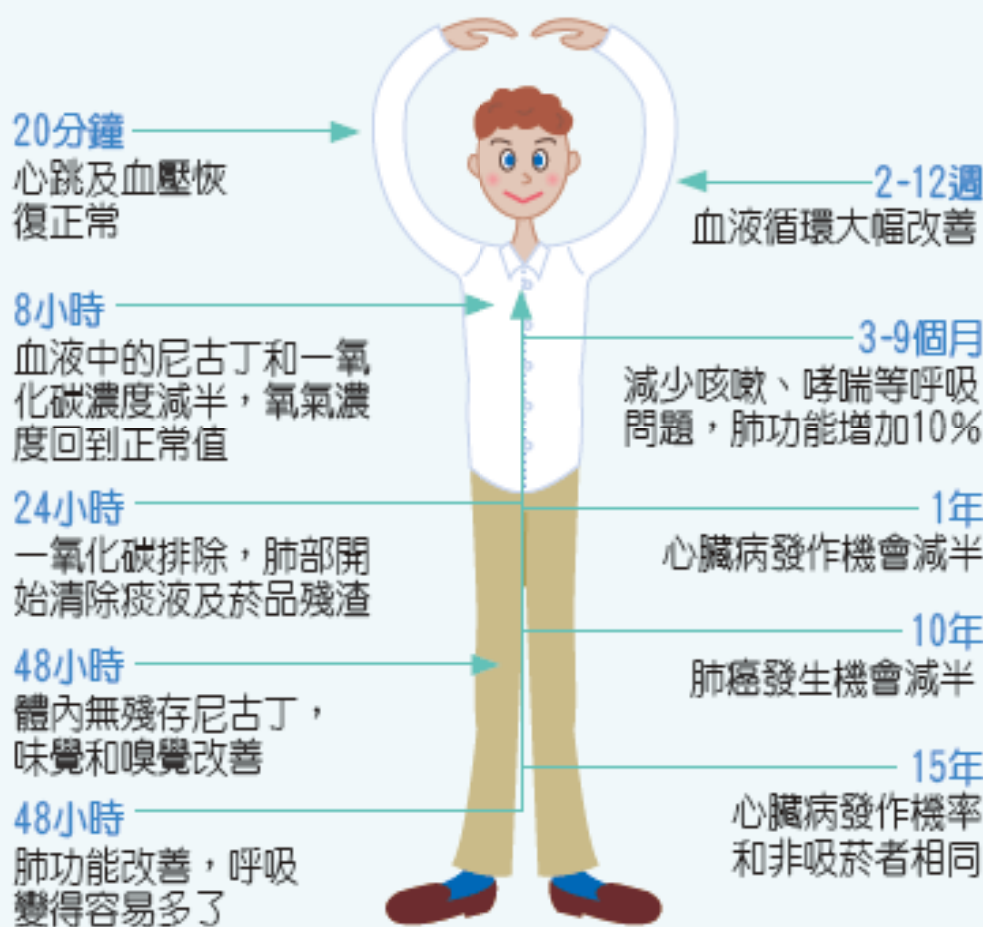 20分鐘
心跳及血壓恢
復正常
8小時
血液中的尼古丁和一氧
化碳濃度減半，氧氣濃
度回到正常值
24小時
一氧化碳排除，肺部開
始清除痰液及菸品殘渣
48小時
體內無殘存尼古丁，
味覺和嗅覺改善
48小時
肺功能改善，呼吸
變得容易多了
2-12週
血液循環大幅改善
3-9個月
減少咳嗽、哮喘等呼吸
問題，肺功能增加10%
1年
心臟病發作機會減半
10年
肺癌發生機會減半
15年
心臟病發作機率
和非吸菸者相同